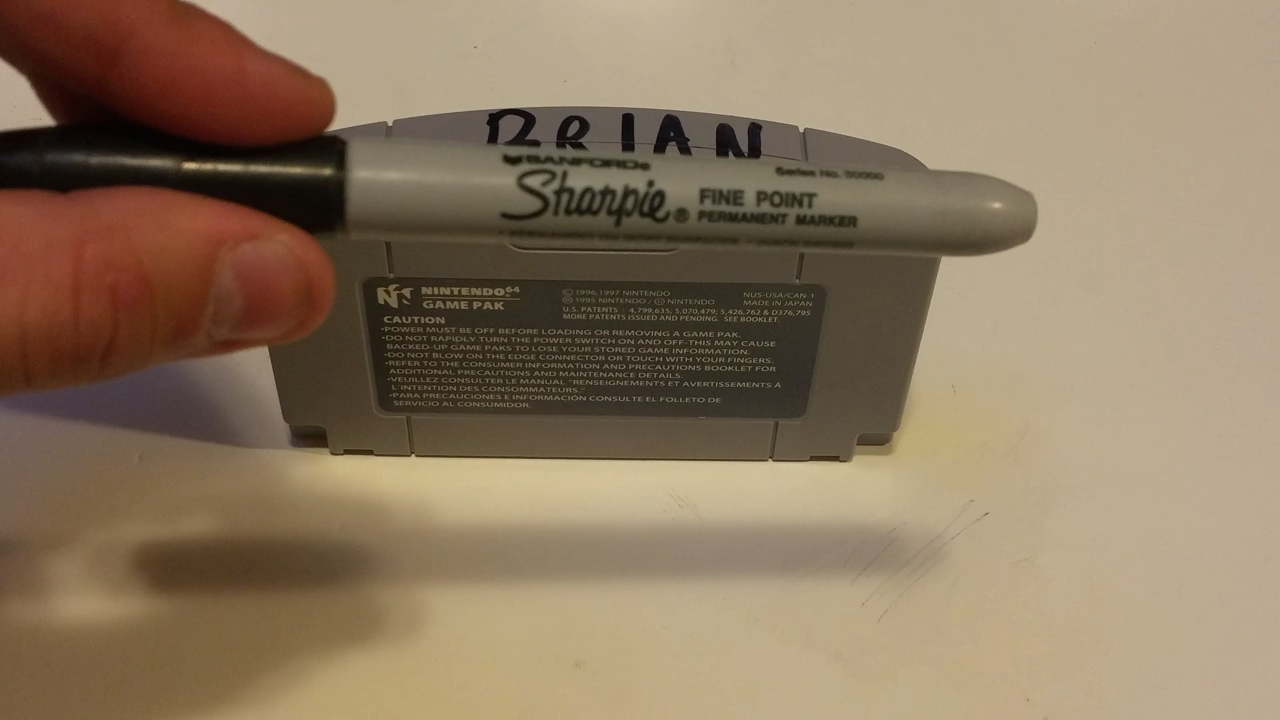 BRIAN
SANFORD®
Series No. 30000
Sharpie®
FINE POINT
PERMANENT MARKER
NINTENDO64
GAME PAK
©1996,1997 NINTENDO
Ⓜ1995 NINTENDO / Ⓓ NINTENDO
U.S. PATENTS : 4,799,635; 5,070,479; 5,426,762 & D376,795
MORE PATENTS ISSUED AND PENDING. SEE BOOKLET.
NUS-USA/CAN-1
MADE IN JAPAN
CAUTION
•POWER MUST BE OFF BEFORE LOADING OR REMOVING A GAME PAK.
•DO NOT RAPIDLY TURN THE POWER SWITCH ON AND OFF-THIS MAY CAUSE
BACKED-UP GAME PAKS TO LOSE YOUR STORED GAME INFORMATION.
•DO NOT BLOW ON THE EDGE CONNECTOR OR TOUCH WITH YOUR FINGERS.
•REFER TO THE CONSUMER INFORMATION AND PRECAUTIONS BOOKLET FOR
ADDITIONAL PRECAUTIONS AND MAINTENANCE DETAILS.
•VEUILLEZ CONSULTER LE MANUAL "RENSEIGNEMENTS ET AVERTISSEMENTS À
L'INTENTION DES CONSOMMATEURS."
•PARA PRECAUCIONES E INFORMACIÓN CONSULTE EL FOLLETO DE
SERVICIO AL CONSUMIDOR.